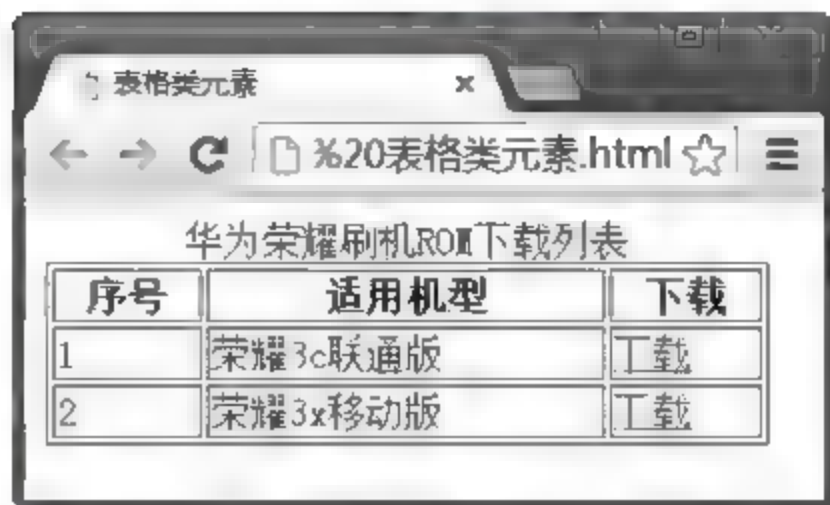 表格类元素 ×
%20表格类元素.html
华为荣耀刷机ROM下载列表
序号 适用机型 下载
1 荣耀3c联通版 下载
2 荣耀3x移动版 下载